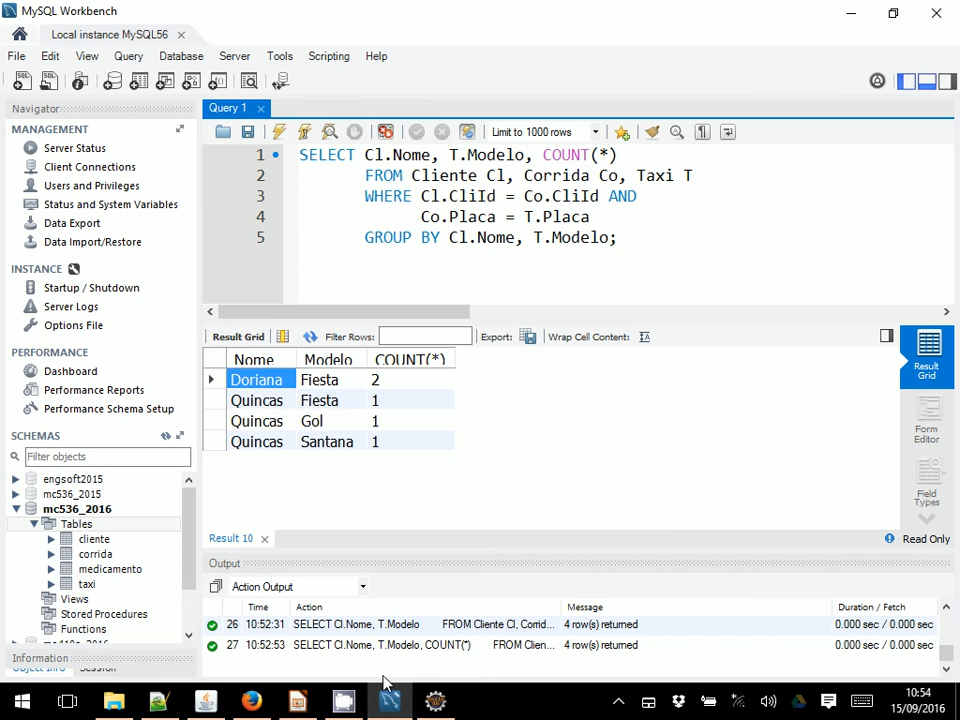 MySQL Workbench
Local instance MySQL56
File Edit View Query Database Server Tools Scripting Help
Navigator
MANAGEMENT
Server Status
Client Connections
Users and Privileges
Status and System Variables
Data Export
Data Import/Restore
INSTANCE
Startup / Shutdown
Server Logs
Options File
PERFORMANCE
Dashboard
Performance Reports
Performance Schema Setup
SCHEMAS
Filter objects
engsoft2015
mc536_2015
mc536_2016
Tables
cliente
corrida
medicamento
taxi
Views
Stored Procedures
Functions
Information
Query 1
Limit to 1000 rows
1 SELECT Cl.Nome, T.Modelo, COUNT(*)
2 FROM Cliente Cl, Corrida Co, Taxi T
3 WHERE Cl.CliId = Co.CliId AND
4 Co.Placa = T.Placa
5 GROUP BY Cl.Nome, T.Modelo;
Result Grid Filter Rows: Export: Wrap Cell Content:
Nome Modelo COUNT(*)
Doriana Fiesta 2
Quincas Fiesta 1
Quincas Gol 1
Quincas Santana 1
Result Grid
Form Editor
Field Types
Result 10
Read Only
Output
Action Output
Time Action Message Duration / Fetch
26 10:52:31 SELECT Cl.Nome, T.Modelo FROM Cliente Cl, Corrid... 4 row(s) returned 0.000 sec / 0.000 sec
27 10:52:53 SELECT Cl.Nome, T.Modelo, COUNT(*) FROM Clien... 4 row(s) returned 0.000 sec / 0.000 sec
10:54
15/09/2016